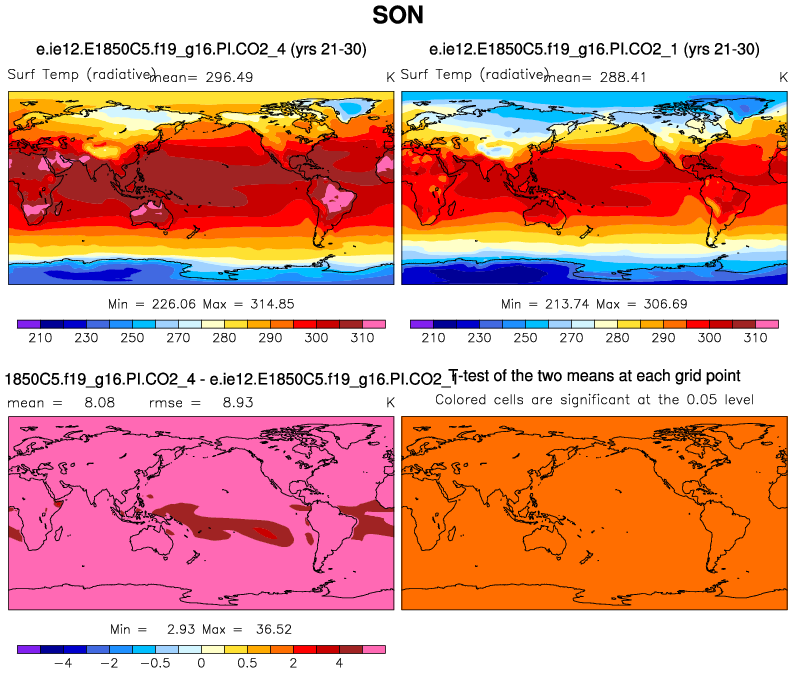 SON
e.ie12.E1850C5.f19_g16.PI.CO2_4 (yrs 21-30)
Surf Temp (radiative) mean= 296.49 K
Min = 226.06 Max = 314.85
210 230 250 270 280 290 300 310
e.ie12.E1850C5.f19_g16.PI.CO2_1 (yrs 21-30)
Surf Temp (radiative) mean= 288.41 K
Min = 213.74 Max = 306.69
210 230 250 270 280 290 300 310
1850C5.f19_g16.PI.CO2_4 - e.ie12.E1850C5.f19_g16.PI.CO2_1
mean = 8.08 rmse = 8.93 K
Min = 2.93 Max = 36.52
-4 -2 -0.5 0 0.5 2 4
T-test of the two means at each grid point
Colored cells are significant at the 0.05 level